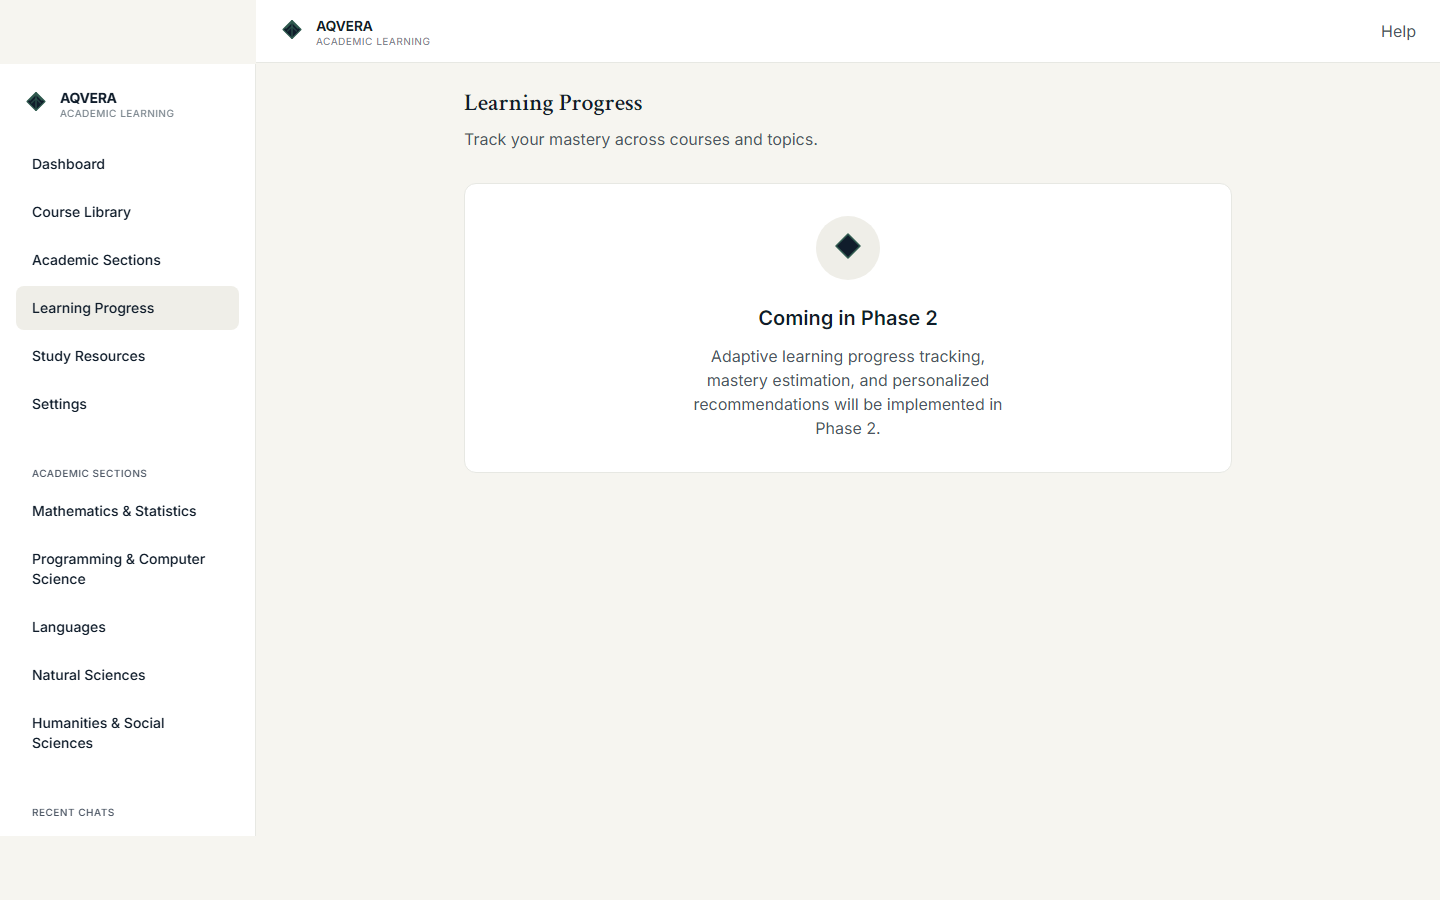 AQVERA
ACADEMIC LEARNING
Help
AQVERA
ACADEMIC LEARNING
Dashboard
Course Library
Academic Sections
Learning Progress
Study Resources
Settings
ACADEMIC SECTIONS
Mathematics & Statistics
Programming & Computer
Science
Languages
Natural Sciences
Humanities & Social
Sciences
RECENT CHATS
Learning Progress
Track your mastery across courses and topics.
Coming in Phase 2
Adaptive learning progress tracking,
mastery estimation, and personalized
recommendations will be implemented in
Phase 2.